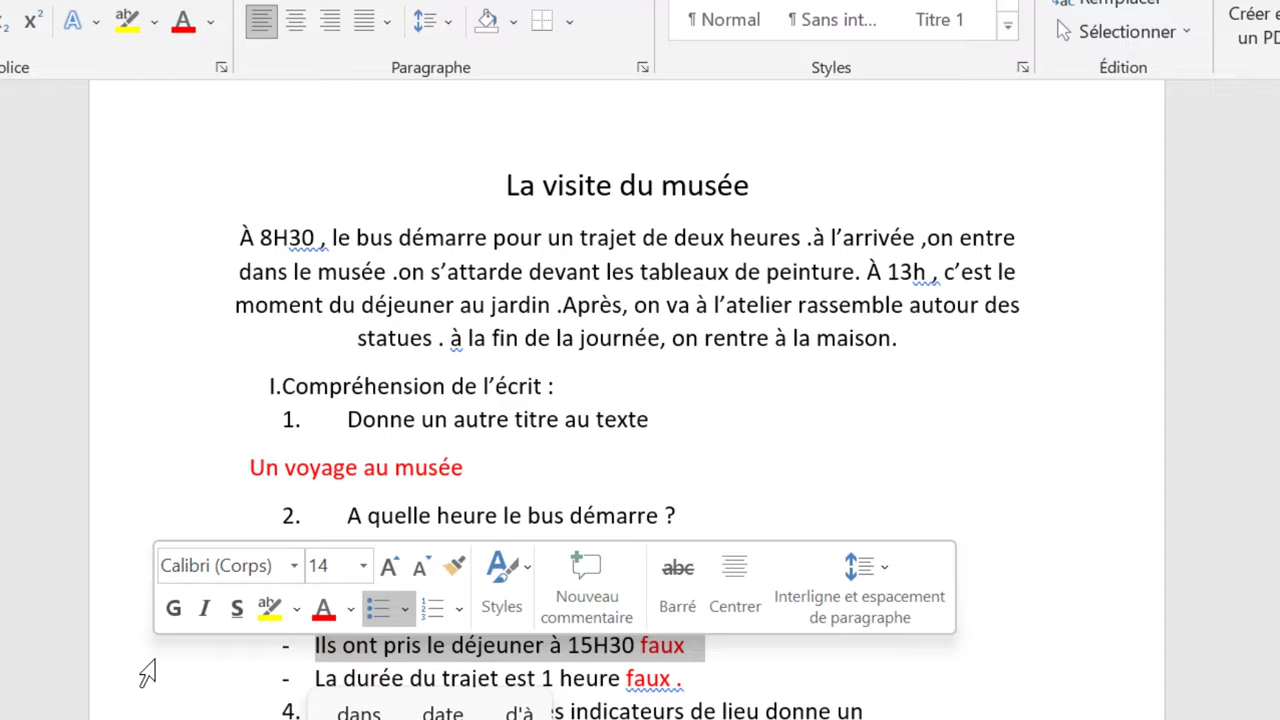 ¶ Normal ¶ Sans int... Titre 1
Sélectionner
Créer e
un PD
olice Paragraphe Styles Édition
La visite du musée
À 8H30 , le bus démarre pour un trajet de deux heures .à l’arrivée ,on entre
dans le musée .on s’attarde devant les tableaux de peinture. À 13h , c’est le
moment du déjeuner au jardin .Après, on va à l’atelier rassemble autour des
statues . à la fin de la journée, on rentre à la maison.
I.Compréhension de l’écrit :
1. Donne un autre titre au texte
Un voyage au musée
2. A quelle heure le bus démarre ?
Calibri (Corps) 14
G I S
Styles
Nouveau
commentaire
abc
Barré
Centrer
Interligne et espacement
de paragraphe
- Ils ont pris le déjeuner à 15H30 faux
- La durée du trajet est 1 heure faux .
4. s indicateurs de lieu donne un
dans date d'à